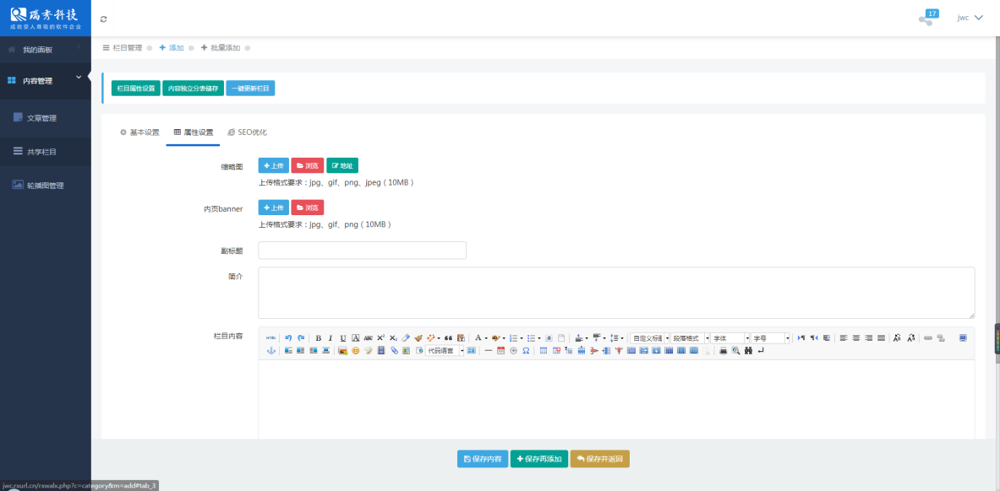 瑞秀科技
成就受人尊敬的软件企业
17
jwc
我的面板
栏目管理 添加 批量添加
内容管理
栏目属性设置 内容独立分表储存 一键更新栏目
文章管理
基本设置 属性设置 SEO优化
共享栏目
缩略图 上传 浏览 地址
上传格式要求：jpg、gif、png、jpeg（10MB）
轮播图管理
内页banner 上传 浏览
上传格式要求：jpg、gif、png（10MB）
副标题
简介
栏目内容
HTML B I U A ABC X² X₂ 66 A a 自定义标题 段落格式 字体 字号
代码语言 Ω
保存内容 保存再添加 保存并返回
jwc.rxurl.cn/rxwalx.php?c=category&m=add#tab_3